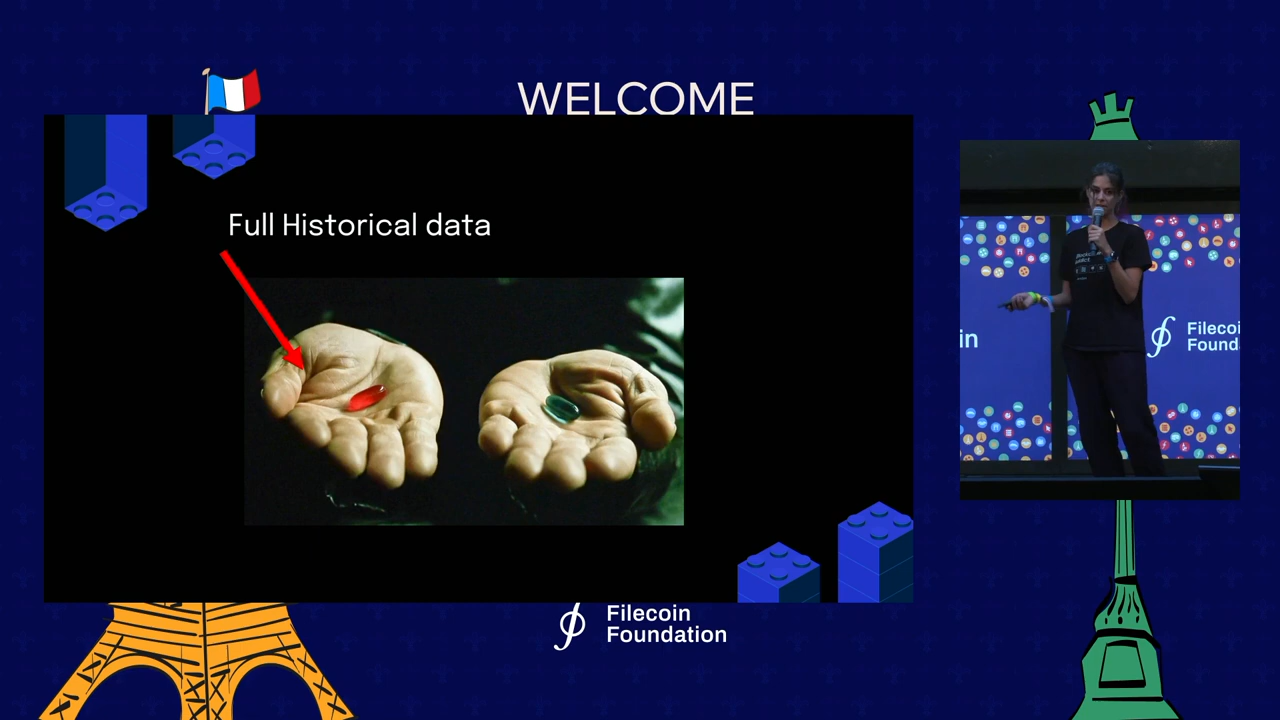 WELCOME
Full Historical data
in
Filecoin
Found
Filecoin
Foundation